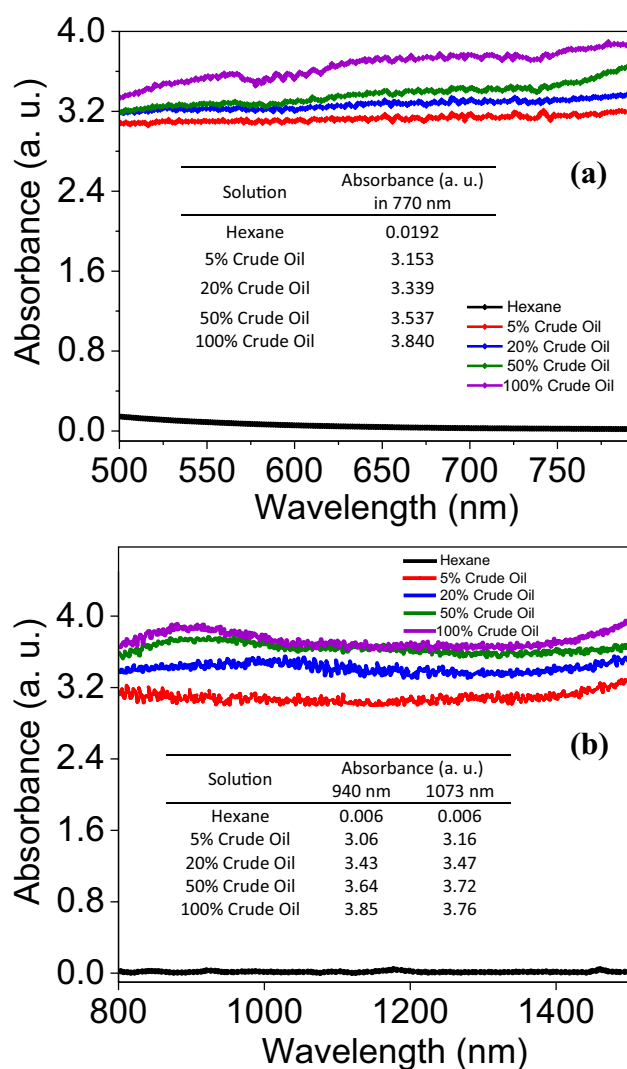 4.0
3.2
2.4
1.6
0.8
0.0
Absorbance (a. u.)
(a)
Solution Absorbance (a. u.) in 770 nm
Hexane 0.0192
5% Crude Oil 3.153
20% Crude Oil 3.339
50% Crude Oil 3.537
100% Crude Oil 3.840
Hexane
5% Crude Oil
20% Crude Oil
50% Crude Oil
100% Crude Oil
500 550 600 650 700 750
Wavelength (nm)
4.0
3.2
2.4
1.6
0.8
0.0
Absorbance (a. u.)
Hexane
5% Crude Oil
20% Crude Oil
50% Crude Oil
100% Crude Oil
(b)
Solution Absorbance (a. u.)
940 nm 1073 nm
Hexane 0.006 0.006
5% Crude Oil 3.06 3.16
20% Crude Oil 3.43 3.47
50% Crude Oil 3.64 3.72
100% Crude Oil 3.85 3.76
800 1000 1200 1400
Wavelength (nm)